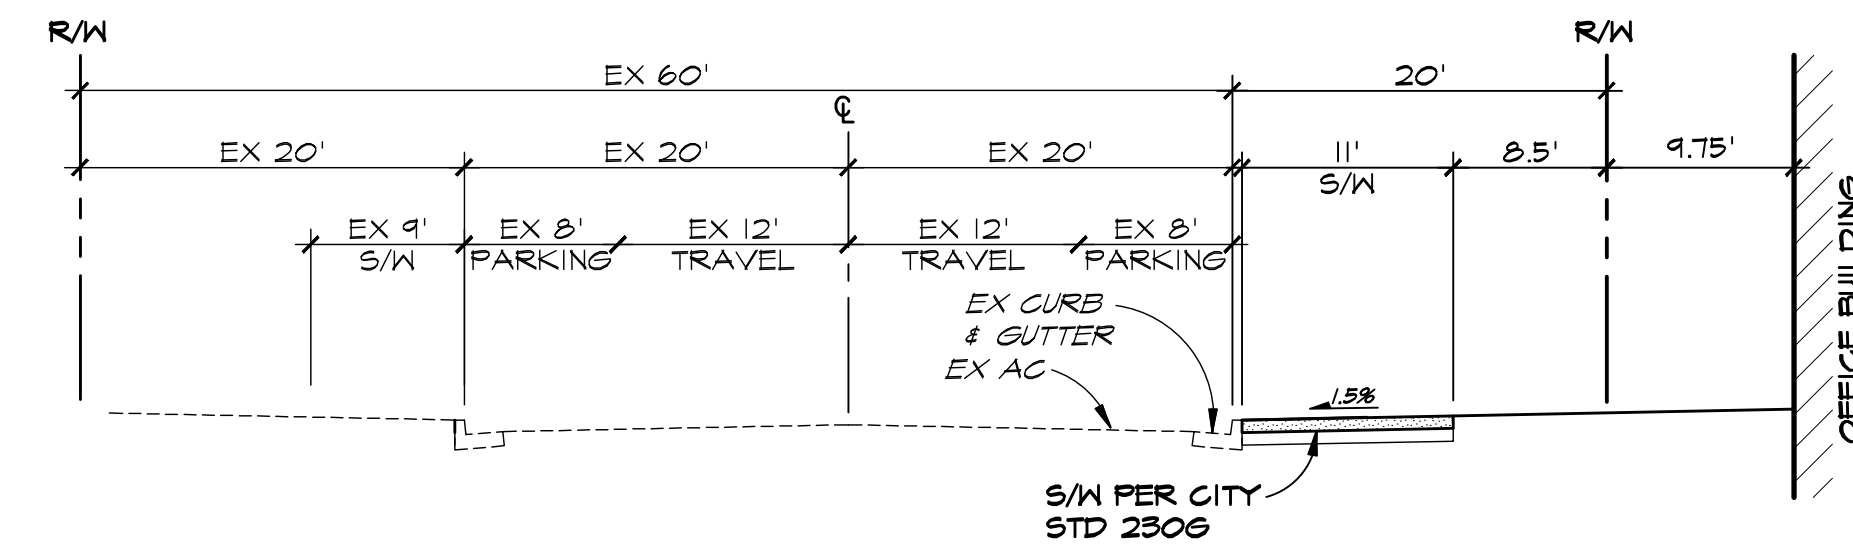 R/W
R/W
EX 60'
20'
℄
EX 20'
EX 20'
EX 20'
11'
S/W
8.5'
9.75'
EX 9'
S/W
EX 8'
PARKING
EX 12'
TRAVEL
EX 12'
TRAVEL
EX 8'
PARKING
EX CURB
& GUTTER
EX AC
1.5%
S/W PER CITY
STD 230G
OFFICE BUILDING